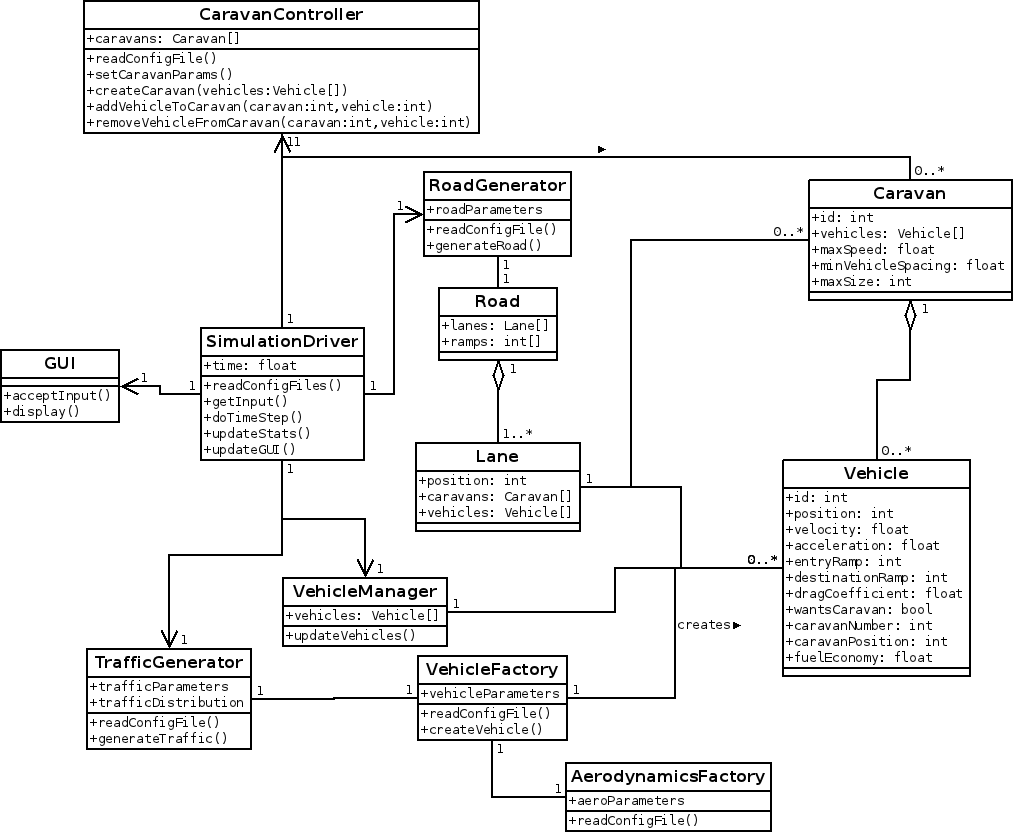 CaravanController
+caravans: Caravan[]
+readConfigFile()
+setCaravanParams()
+createCaravan(vehicles:Vehicle[])
+addVehicleToCaravan(caravan:int,vehicle:int)
+removeVehicleFromCaravan(caravan:int,vehicle:int)
11
0..*
RoadGenerator
+roadParameters
+readConfigFile()
+generateRoad()
1
1
1
Caravan
+id: int
+vehicles: Vehicle[]
+maxSpeed: float
+minVehicleSpacing: float
+maxSize: int
0..*
1
Road
+lanes: Lane[]
+ramps: int[]
1
1..*
1
SimulationDriver
+time: float
+readConfigFiles()
+getInput()
+doTimeStep()
+updateStats()
+updateGUI()
1
1
1
GUI
+acceptInput()
+display()
1
Lane
+position: int
+caravans: Caravan[]
+vehicles: Vehicle[]
1
0..*
Vehicle
+id: int
+position: int
+velocity: float
+acceleration: float
+entryRamp: int
+destinationRamp: int
+dragCoefficient: float
+wantsCaravan: bool
+caravanNumber: int
+caravanPosition: int
+fuelEconomy: float
0..*
1
VehicleManager
+vehicles: Vehicle[]
+updateVehicles()
1
creates
1
TrafficGenerator
+trafficParameters
+trafficDistribution
+readConfigFile()
+generateTraffic()
1
1
VehicleFactory
+vehicleParameters
+readConfigFile()
+createVehicle()
1
1
1
AerodynamicsFactory
+aeroParameters
+readConfigFile()